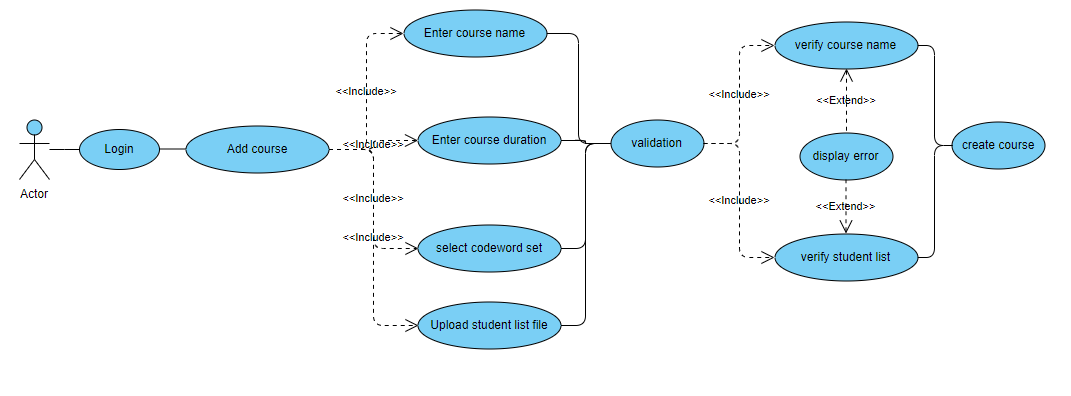 Enter course name
verify course name
<<Include>>
<<Include>>
<<Extend>>
Login
Add course
<<Include>>
Enter course duration
validation
display error
create course
Actor
<<Include>>
<<Include>>
<<Extend>>
<<Include>>
select codeword set
verify student list
Upload student list file